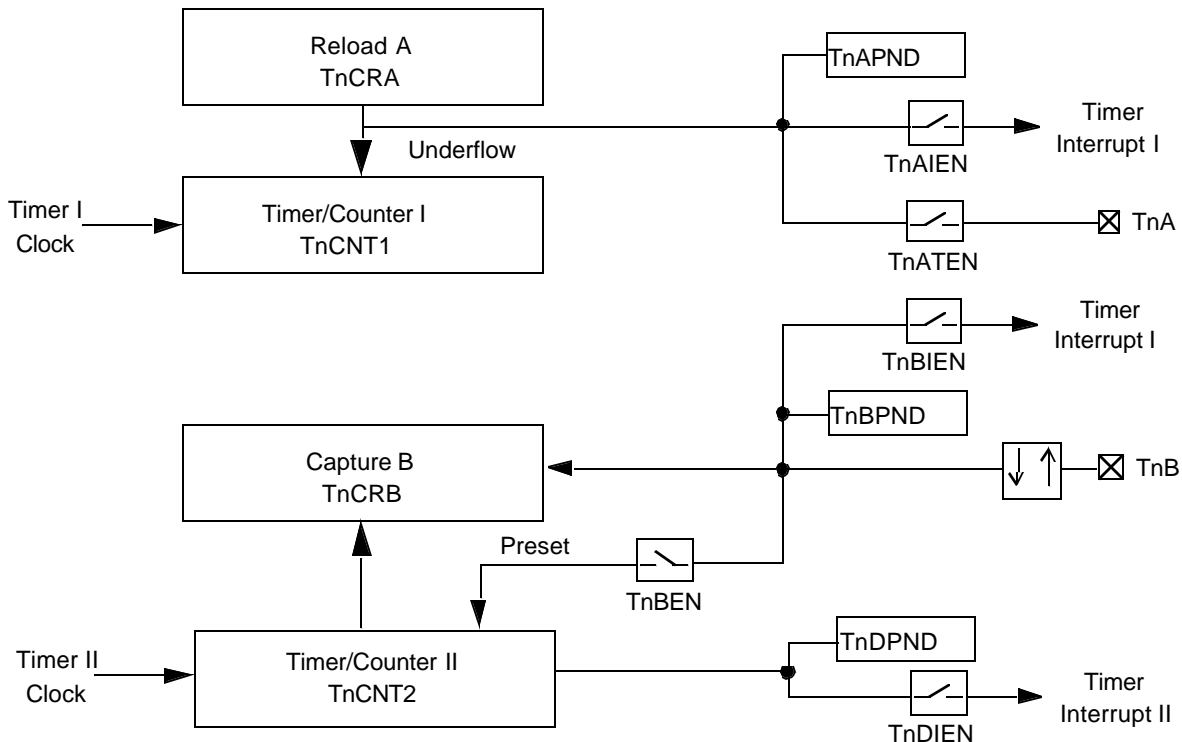 Reload A
TnCRA
TnAPND
Timer
Interrupt I
Underflow
TnAIEN
Timer I
Clock
Timer/Counter I
TnCNT1
TnA
TnATEN
Timer
Interrupt I
TnBIEN
TnBPND
Capture B
TnCRB
TnB
Preset
TnBEN
Timer II
Clock
Timer/Counter II
TnCNT2
TnDPND
Timer
Interrupt II
TnDIEN